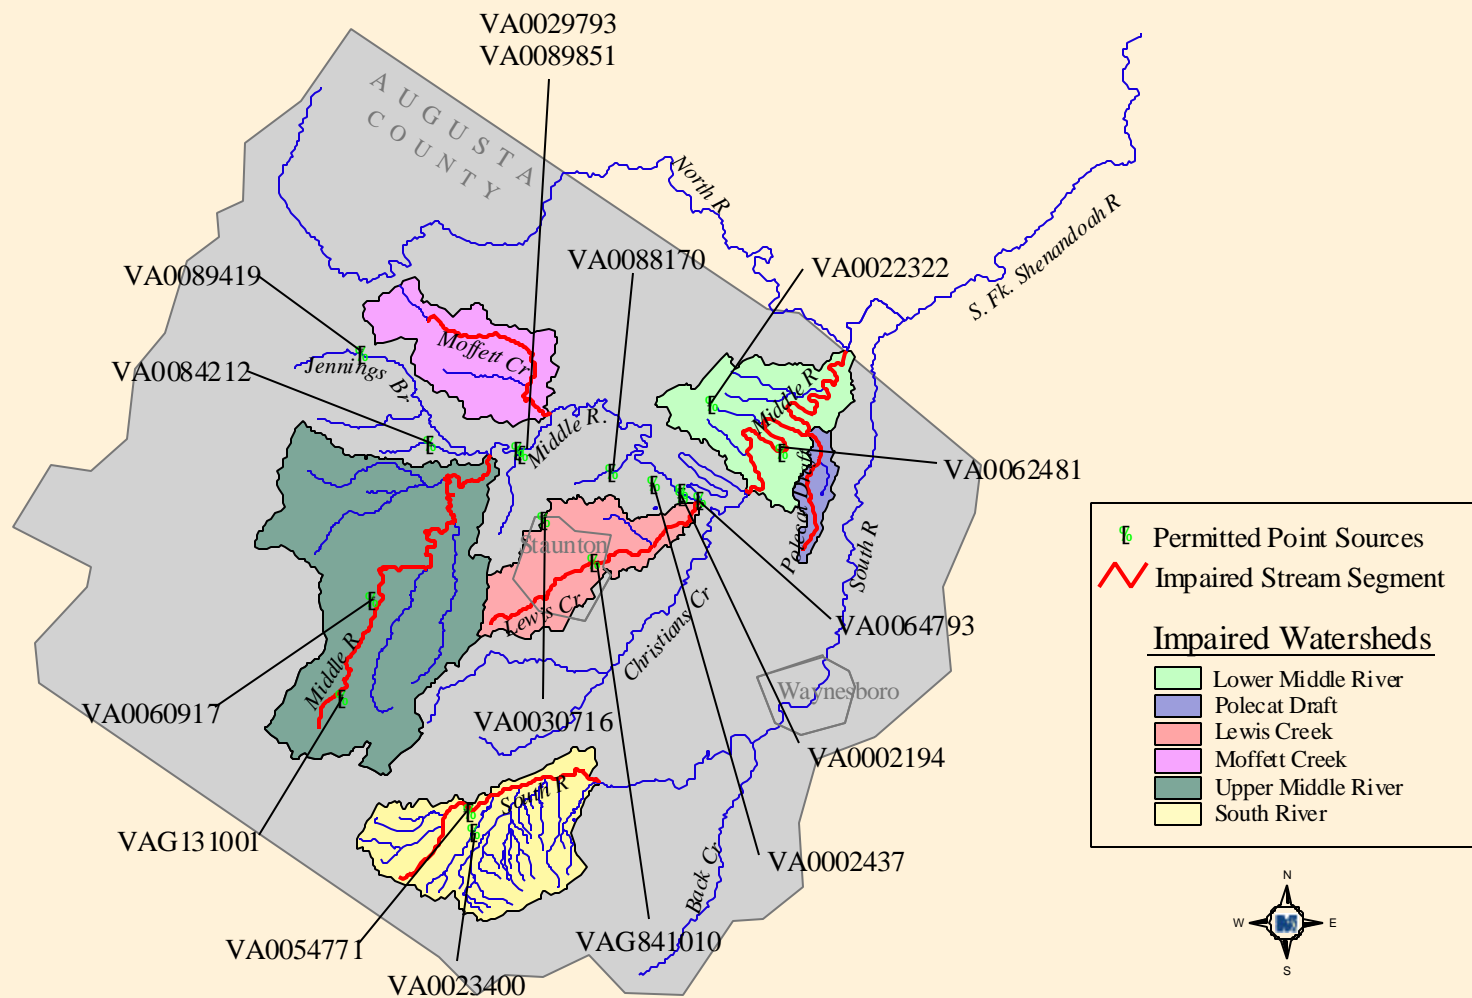 VA0029793
VA0089851
AUGUSTA
COUNTY
North R
S. Fk. Shenandoah R
VA0088170
VA0022322
VA0089419
Moffett Cr
Jennings Br
VA0084212
Middle R.
Middle R
VA0062481
Polecat Draft
South R
Staunton
Lewis Cr
Christians Cr
VA0064793
Middle R
VA0060917
VA0030716
Waynesboro
VA0002194
South R
VAG131001
VA0002437
Back Cr
VA0054771
VAG841010
VA0023400
Permitted Point Sources
Impaired Stream Segment
Impaired Watersheds
Lower Middle River
Polecat Draft
Lewis Creek
Moffett Creek
Upper Middle River
South River
N
W
M
E
S